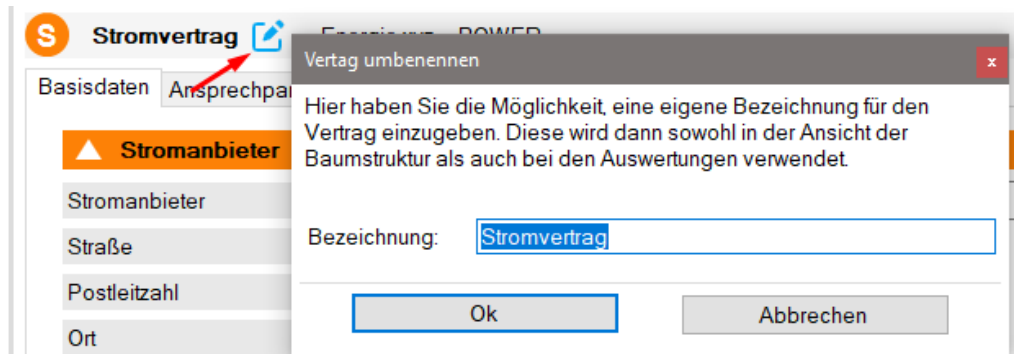 S Stromvertrag
Vertag umbenennen x
Basisdaten
Hier haben Sie die Möglichkeit, eine eigene Bezeichnung für den
Vertrag einzugeben. Diese wird dann sowohl in der Ansicht der
Baumstruktur als auch bei den Auswertungen verwendet.
Stromanbieter
Stromanbieter
Straße
Postleitzahl
Ort
Bezeichnung: Stromvertrag
Ok Abbrechen